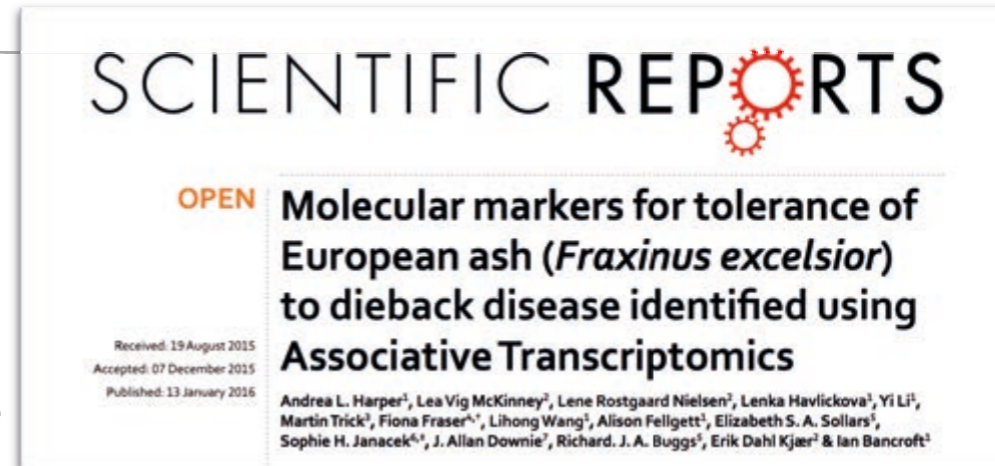 SCIENTIFIC REPORTS
OPEN
Molecular markers for tolerance of
European ash (Fraxinus excelsior)
to dieback disease identified using
Associative Transcriptomics
Received: 19 August 2015
Accepted: 07 December 2015
Published: 13 January 2016
Andrea L. Harper¹, Lea Vig McKinney², Lene Rostgaard Nielsen², Lenka Havlickova¹, Yi Li¹,
Martin Trick³, Fiona Fraser⁴,†, Lihong Wang¹, Alison Fellgett¹, Elizabeth S. A. Sollars⁵,
Sophie H. Janacek⁶,*, J. Allan Downie⁷, Richard. J. A. Buggs⁵, Erik Dahl Kjær² & Ian Bancroft¹